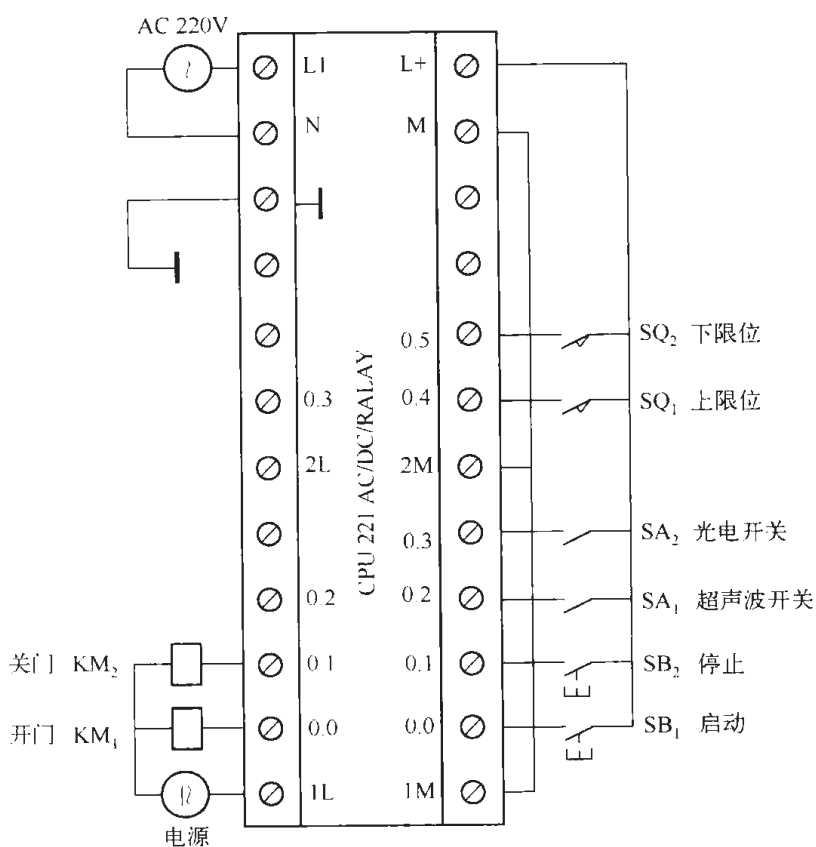 AC 220V
L1 L+
N M
0.5 SQ₂ 下限位
0.3 0.4 SQ₁ 上限位
2L 2M
CPU 221 AC/DC/RALAY
0.3 SA₂ 光电开关
0.2 0.2 SA₁ 超声波开关
关门 KM₂ 0.1 0.1 SB₂ 停止
开门 KM₁ 0.0 0.0 SB₁ 启动
1L 1M
电源